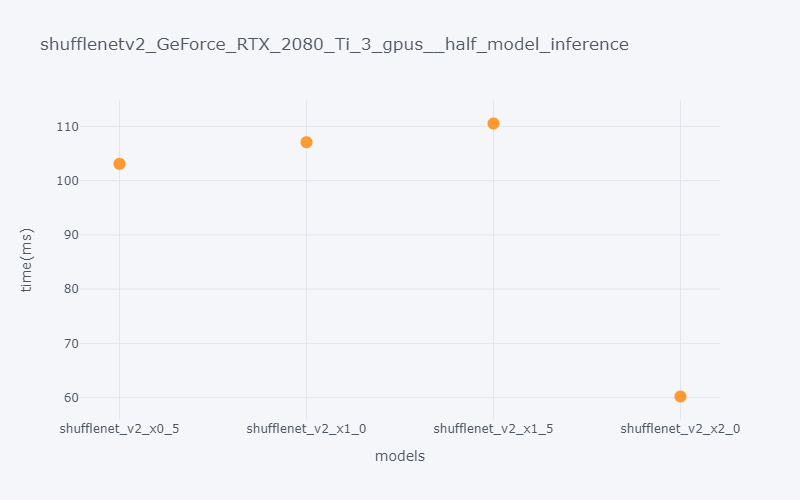 shufflenetv2_GeForce_RTX_2080_Ti_3_gpus__half_model_inference
110
100
90
80
70
60
time(ms)
shufflenet_v2_x0_5
shufflenet_v2_x1_0
shufflenet_v2_x1_5
shufflenet_v2_x2_0
models